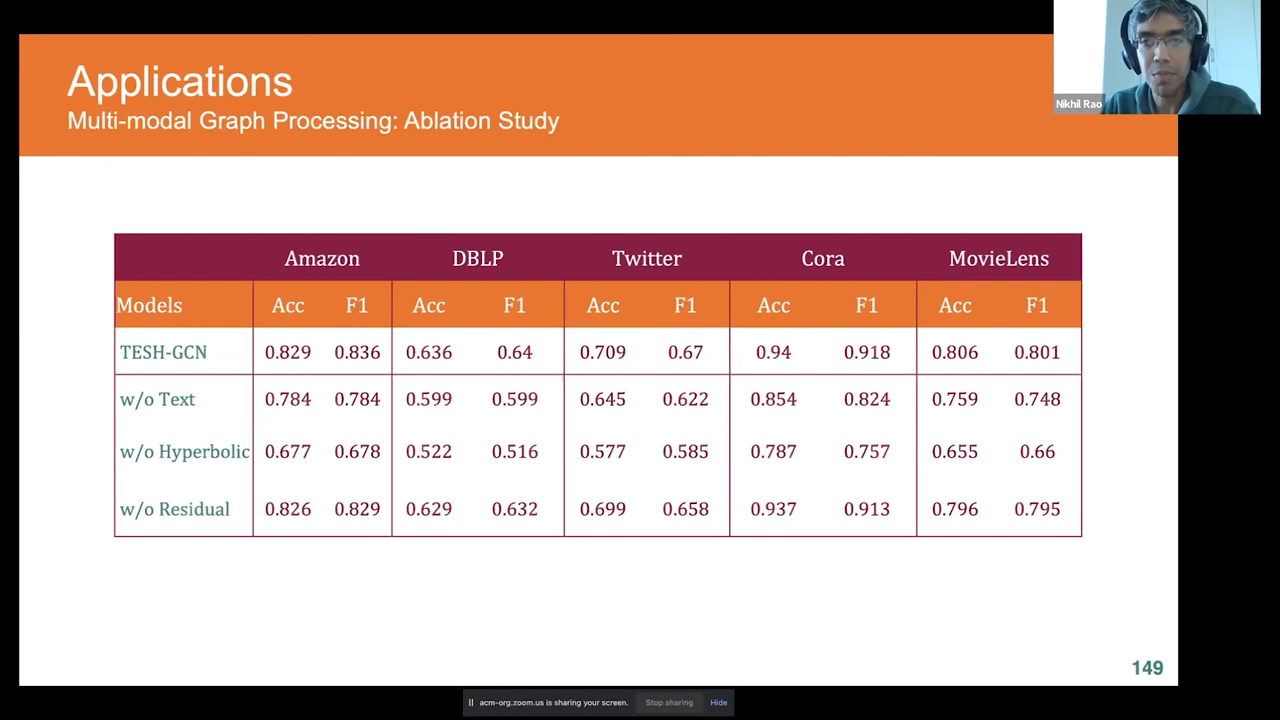 Applications
Multi-modal Graph Processing: Ablation Study
Nikhil Rao
Amazon DBLP Twitter Cora MovieLens
Models Acc F1 Acc F1 Acc F1 Acc F1 Acc F1
TESH-GCN 0.829 0.836 0.636 0.64 0.709 0.67 0.94 0.918 0.806 0.801
w/o Text 0.784 0.784 0.599 0.599 0.645 0.622 0.854 0.824 0.759 0.748
w/o Hyperbolic 0.677 0.678 0.522 0.516 0.577 0.585 0.787 0.757 0.655 0.66
w/o Residual 0.826 0.829 0.629 0.632 0.699 0.658 0.937 0.913 0.796 0.795
149
acm-org.zoom.us is sharing your screen. Stop sharing Hide